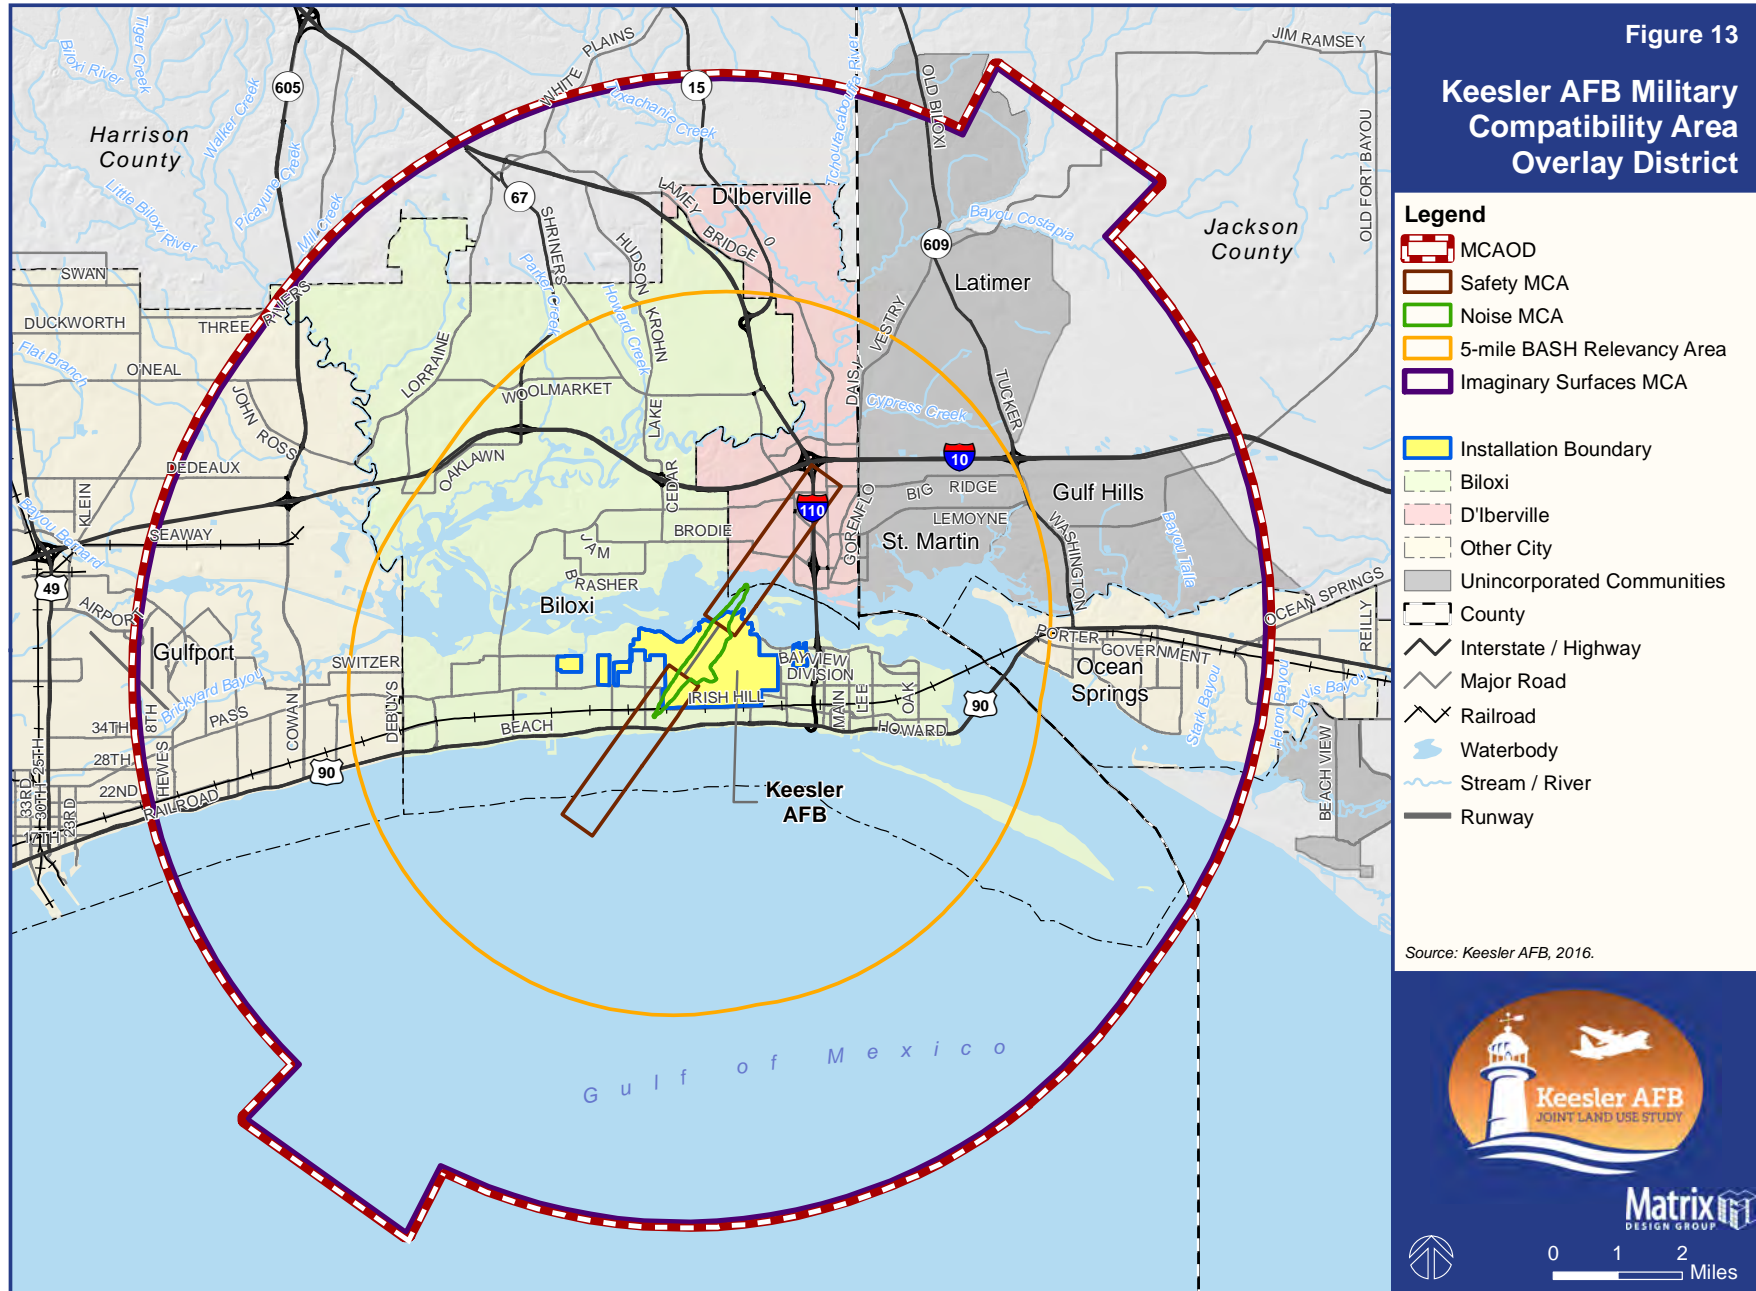 Figure 13
Keesler AFB Military
Compatibility Area
Overlay District
Legend
MCAOD
Safety MCA
Noise MCA
5-mile BASH Relevancy Area
Imaginary Surfaces MCA
Installation Boundary
Biloxi
D'Iberville
Other City
Unincorporated Communities
County
Interstate / Highway
Major Road
Railroad
Waterbody
Stream / River
Runway
Source: Keesler AFB, 2016.
Keesler AFB
JOINT LAND USE STUDY
Matrix
DESIGN GROUP
0 1 2
Miles
Harrison
County
Jackson
County
Biloxi River
Tiger Creek
Walker Creek
Little Biloxi River
Picayune Creek
Mill Creek
Tuxachanie Creek
Tchoutacabouffa River
Parker Creek
Howard Creek
Bayou Costapia
Cypress Creek
Flat Branch
Bayou Bernard
Brickyard Bayou
Bayou Talla
Stark Bayou
Heron Bayou
Davis Bayou
605
15
67
609
10
110
49
90
90
WHITE PLAINS
JIM RAMSEY
OLD BILOXI
OLD FORT BAYOU
LAMEY
BRIDGE
SHRINERS
HUDSON
KROHN
SWAN
DUCKWORTH
THREE
RIVERS
O'NEAL
LORRAINE
JOHN ROSS
WOOLMARKET
LAKE
DAISY
VESTRY
TUCKER
DEDEAUX
KLEIN
OAKLAWN
CEDAR
SEAWAY
BRODIE
JAM
BRASHER
GORENFLO
BIG RIDGE
LEMOYNE
WASHINGTON
AIRPORT
SWITZER
DEBUYS
COWAN
PASS
34TH
28TH
22ND
17TH
8TH
HEWES
25TH
30TH
33RD
23RD
RAILROAD
BEACH
IRISH HILL
BAYVIEW
DIVISION
MAIN
LEE
OAK
HOWARD
PORTER
GOVERNMENT
OCEAN SPRINGS
REILLY
BEACH VIEW
D'Iberville
Latimer
Gulf Hills
St. Martin
Biloxi
Gulfport
Ocean
Springs
Keesler
AFB
Gulf of Mexico